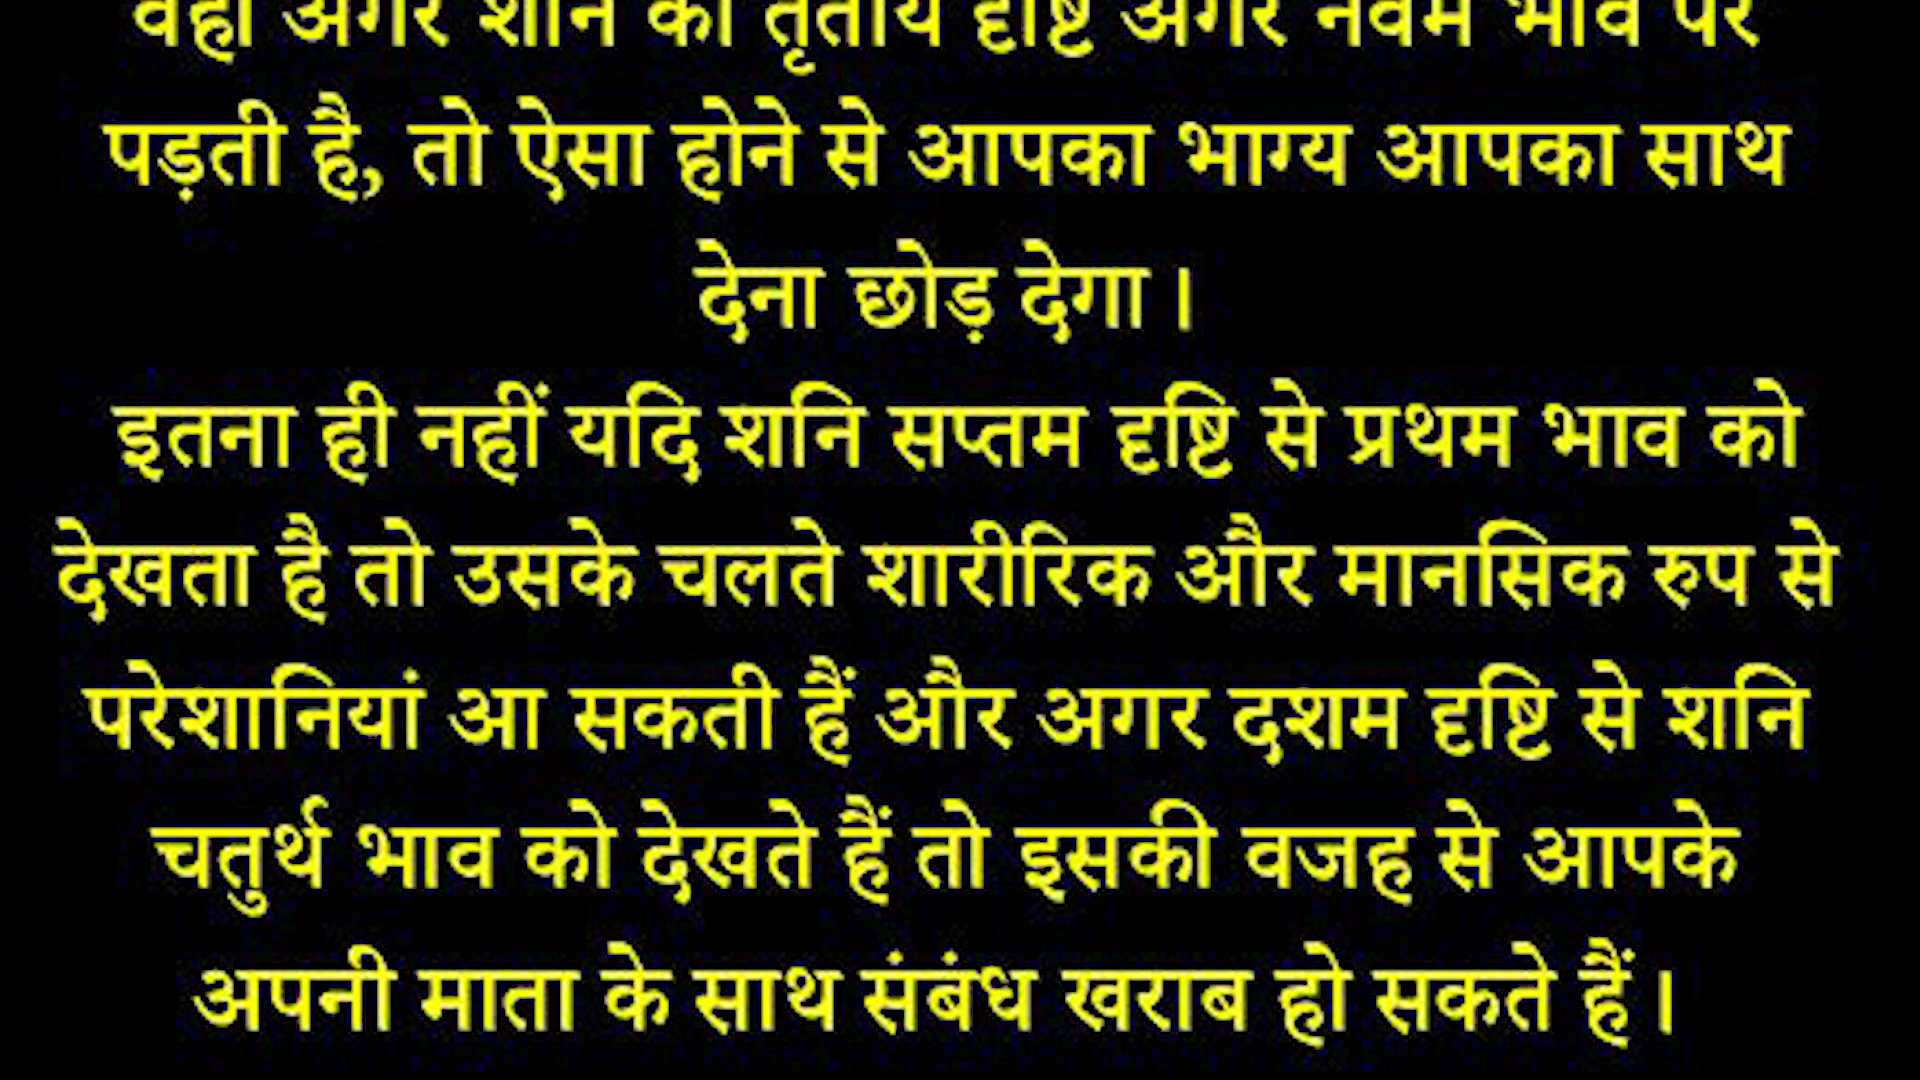 वहीं अगर शनि की तृतीय दृष्टि अगर नवम भाव पर
पड़ती है, तो ऐसा होने से आपका भाग्य आपका साथ
देना छोड़ देगा।
इतना ही नहीं यदि शनि सप्तम दृष्टि से प्रथम भाव को
देखता है तो उसके चलते शारीरिक और मानसिक रुप से
परेशानियां आ सकती हैं और अगर दशम दृष्टि से शनि
चतुर्थ भाव को देखते हैं तो इसकी वजह से आपके
अपनी माता के साथ संबंध खराब हो सकते हैं।